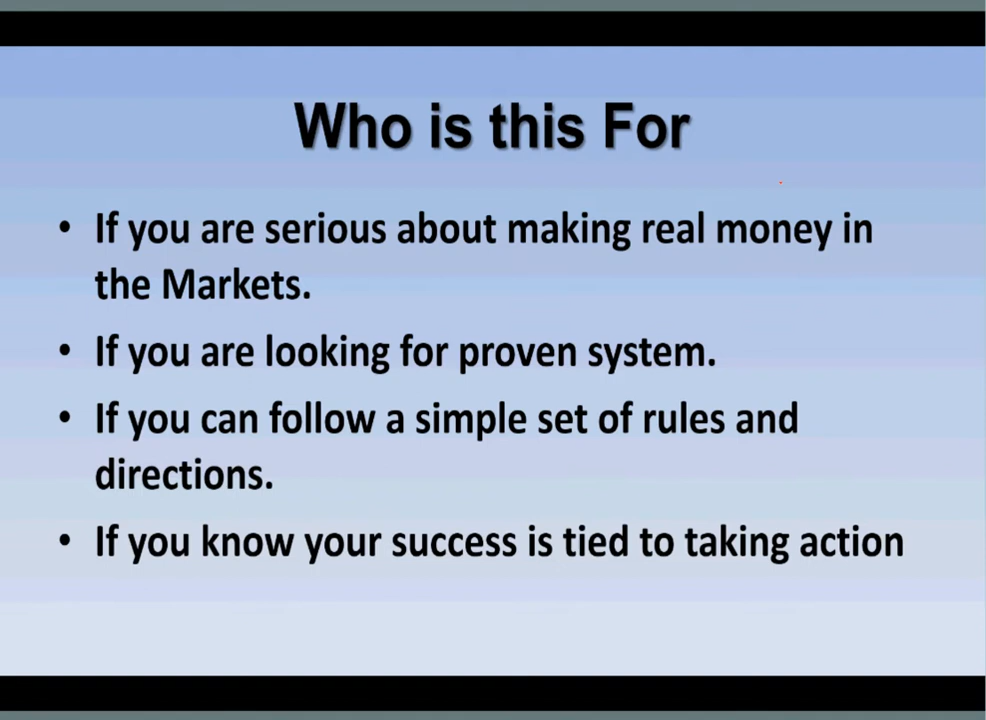 Who is this For
• If you are serious about making real money in
the Markets.
• If you are looking for proven system.
• If you can follow a simple set of rules and
directions.
• If you know your success is tied to taking action